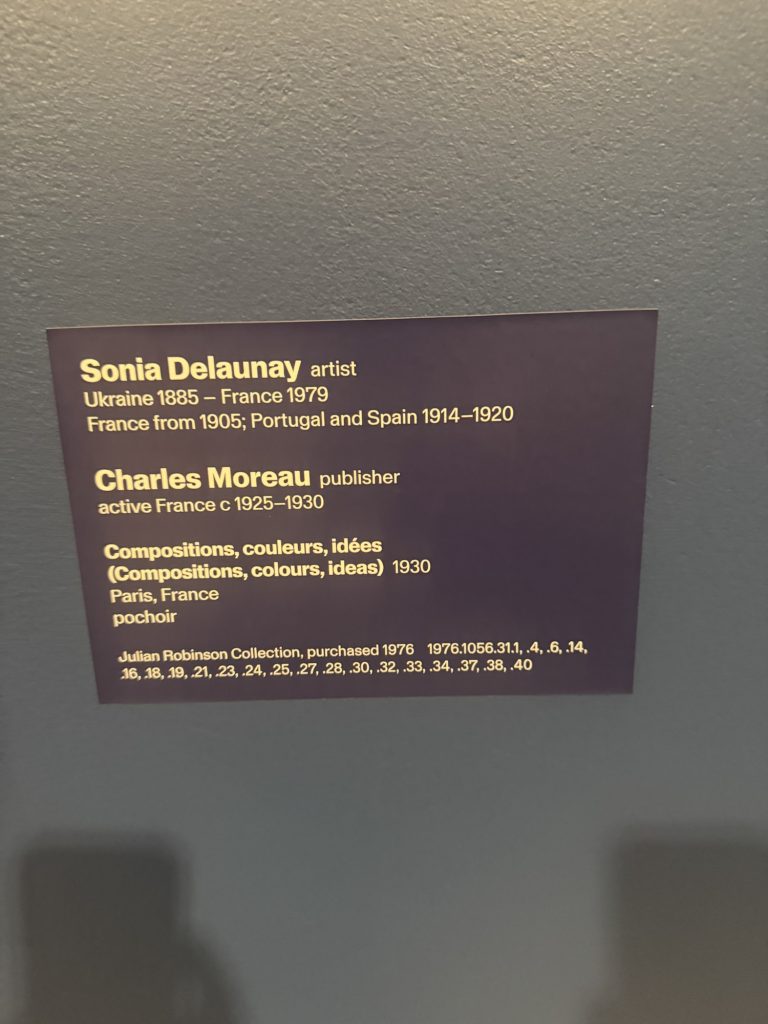 Sonia Delaunay artist
Ukraine 1885 – France 1979
France from 1905; Portugal and Spain 1914–1920
Charles Moreau publisher
active France c 1925–1930
Compositions, couleurs, idées
(Compositions, colours, ideas) 1930
Paris, France
pochoir
Julian Robinson Collection, purchased 1976 1976.1056.31.1, .4, .6, .14,
.16, .18, .19, .21, .23, .24, .25, .27, .28, .30, .32, .33, .34, .37, .38, .40